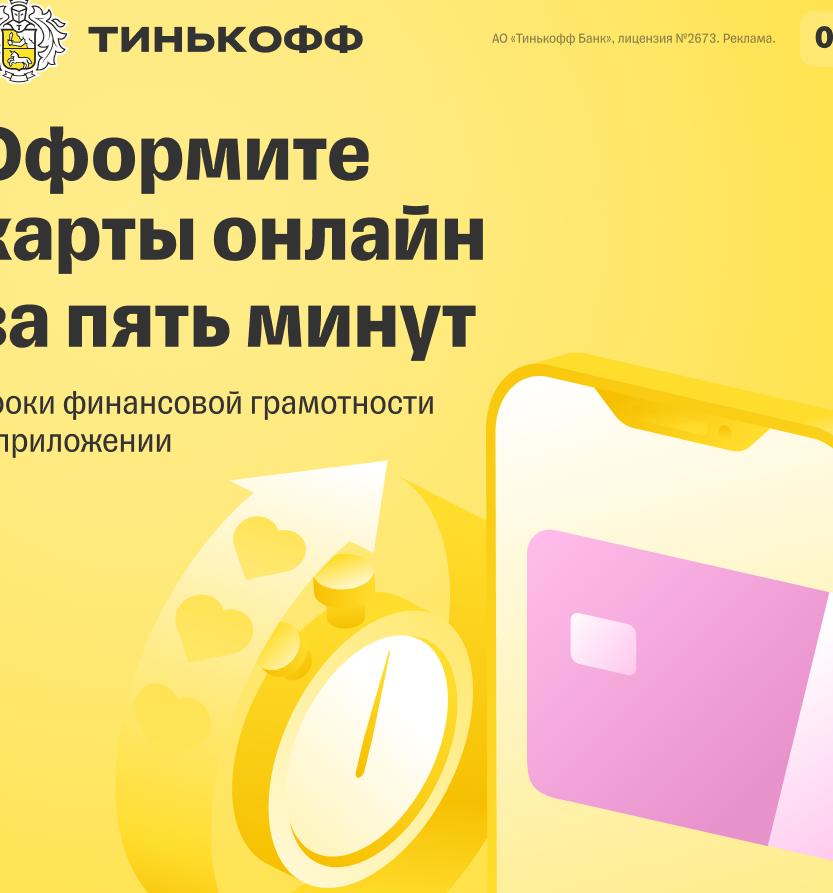 ТИНЬКОФФ
АО «Тинькофф Банк», лицензия №2673. Реклама.
0
Оформите
карты онлайн
за пять минут
роки финансовой грамотности
приложении